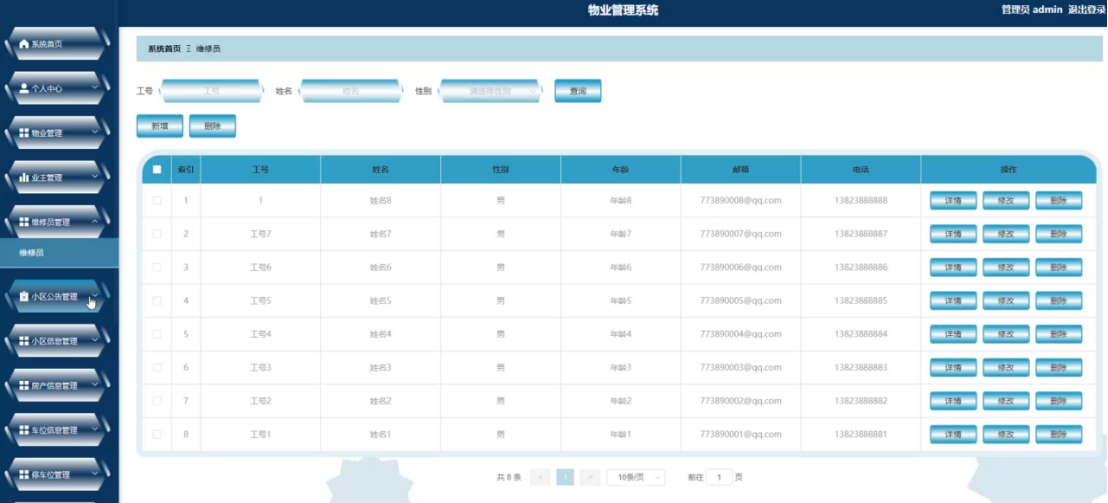 物业管理系统
管理员 admin 退出登录
系统首页
个人中心
物业管理
业主管理
维修员管理
维修员
小区公告管理
小区信息管理
房产信息管理
车位信息管理
停车位管理
系统首页 Ξ 维修员
工号 工号 姓名 姓名 性别 请选择性别 查询
新增 删除
索引 工号 姓名 性别 年龄 邮箱 电话 操作
1 1 姓名8 男 年龄8 773890008@qq.com 13823888888 详情 修改 删除
2 工号7 姓名7 男 年龄7 773890007@qq.com 13823888887 详情 修改 删除
3 工号6 姓名6 男 年龄6 773890006@qq.com 13823888886 详情 修改 删除
4 工号5 姓名5 男 年龄5 773890005@qq.com 13823888885 详情 修改 删除
5 工号4 姓名4 男 年龄4 773890004@qq.com 13823888884 详情 修改 删除
6 工号3 姓名3 男 年龄3 773890003@qq.com 13823888883 详情 修改 删除
7 工号2 姓名2 男 年龄2 773890002@qq.com 13823888882 详情 修改 删除
8 工号1 姓名1 男 年龄1 773890001@qq.com 13823888881 详情 修改 删除
共 8 条 < 1 > 10条/页 前往 1 页